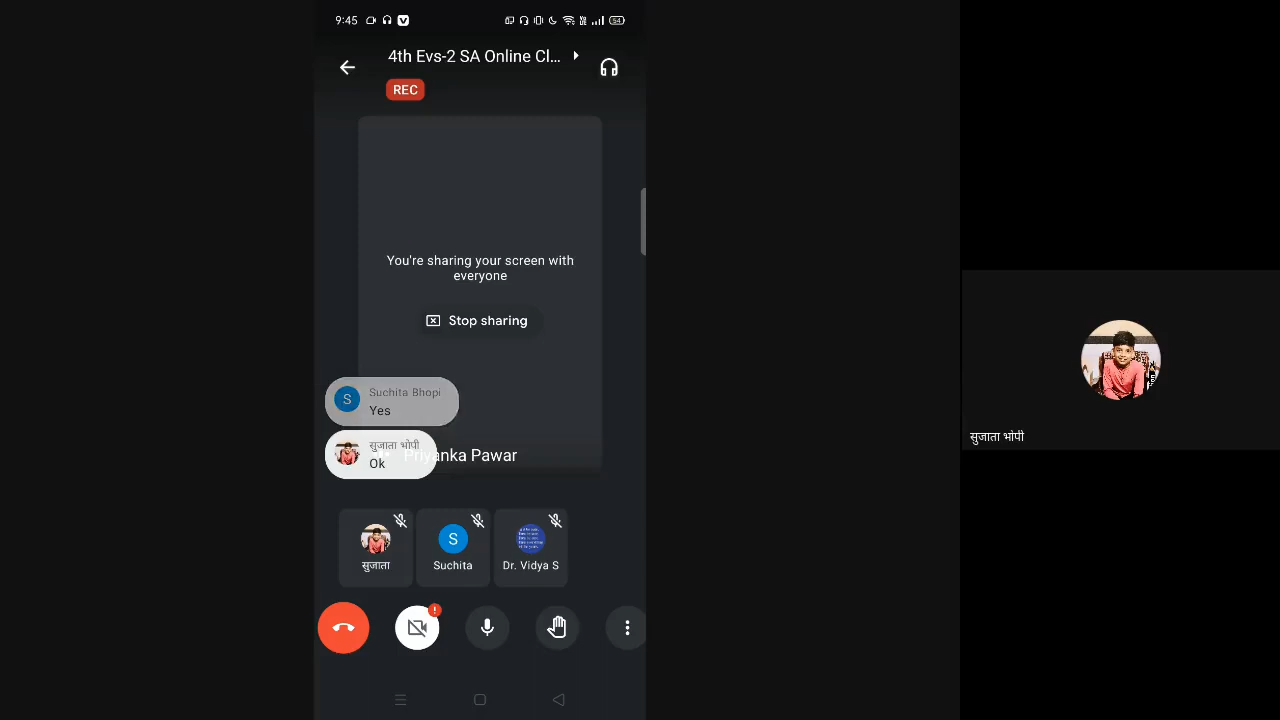 9:45
4th Evs-2 SA Online Cl...
REC
You're sharing your screen with
everyone
Stop sharing
S
Suchita Bhopi
Yes
सुजाता भोपी
Ok
Priyanka Pawar
सुजाता
S
Suchita
Dr. Vidya S
सुजाता भोपी